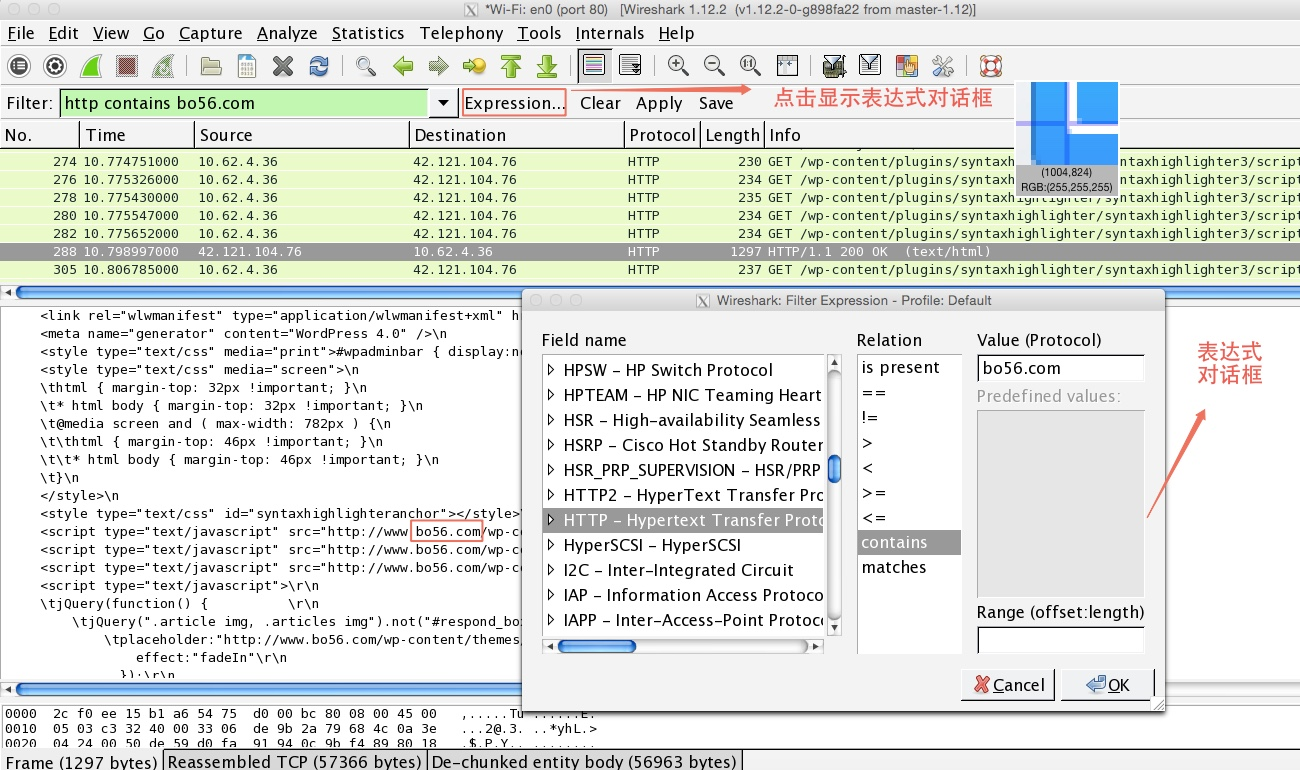 *Wi-Fi: en0 (port 80) [Wireshark 1.12.2 (v1.12.2-0-g898fa22 from master-1.12)]
File Edit View Go Capture Analyze Statistics Telephony Tools Internals Help
Filter: http contains bo56.com Expression... Clear Apply Save
点击显示表达式对话框
No. Time Source Destination Protocol Length Info
274 10.774751000 10.62.4.36 42.121.104.76 HTTP 230 GET /wp-content/plugins/syntaxhighlighter/syntaxhighlighter3/script
276 10.775326000 10.62.4.36 42.121.104.76 HTTP 234 GET /wp-content/plugins/syntaxhighlighter/syntaxhighlighter3/script
278 10.775430000 10.62.4.36 42.121.104.76 HTTP 235 GET /wp-content/plugins/syntaxhighlighter/syntaxhighlighter3/script
280 10.775547000 10.62.4.36 42.121.104.76 HTTP 234 GET /wp-content/plugins/syntaxhighlighter/syntaxhighlighter3/script
282 10.775652000 10.62.4.36 42.121.104.76 HTTP 234 GET /wp-content/plugins/syntaxhighlighter/syntaxhighlighter3/script
288 10.798997000 42.121.104.76 10.62.4.36 HTTP 1297 HTTP/1.1 200 OK (text/html)
305 10.806785000 10.62.4.36 42.121.104.76 HTTP 237 GET /wp-content/plugins/syntaxhighlighter/syntaxhighlighter3/script
(1004,824)
RGB:(255,255,255)
<link rel="wlwmanifest" type="application/wlwmanifest+xml" h
<meta name="generator" content="WordPress 4.0" />\n
<style type="text/css" media="print">#wpadminbar { display:no
<style type="text/css" media="screen">\n
\thtml { margin-top: 32px !important; }\n
\t* html body { margin-top: 32px !important; }\n
\t@media screen and ( max-width: 782px ) {\n
\t\thtml { margin-top: 46px !important; }\n
\t\t* html body { margin-top: 46px !important; }\n
\t}\n
</style>\n
<style type="text/css" id="syntaxhighlighteranchor"></style>
<script type="text/javascript" src="http://www.bo56.com/wp-c
<script type="text/javascript" src="http://www.bo56.com/wp-c
<script type="text/javascript" src="http://www.bo56.com/wp-c
<script type="text/javascript">\r\n
\tjQuery(function() { \r\n
\tjQuery(".article img, .articles img").not("#respond_bo
\tplaceholder:"http://www.bo56.com/wp-content/themes/
effect:"fadeIn"\r\n
});\r\n
Wireshark: Filter Expression - Profile: Default
Field name
HPSW – HP Switch Protocol
HPTEAM – HP NIC Teaming Heart
HSR – High-availability Seamless
HSRP – Cisco Hot Standby Router
HSR_PRP_SUPERVISION – HSR/PRP
HTTP2 – HyperText Transfer Pro
HTTP – Hypertext Transfer Proto
HyperSCSI – HyperSCSI
I2C – Inter-Integrated Circuit
IAP – Information Access Protoco
IAPP – Inter-Access-Point Protoc
Relation
is present
==
!=
>
<
>=
<=
contains
matches
Value (Protocol)
bo56.com
Predefined values:
Range (offset:length)
Cancel OK
表达式
对话框
0000 2c f0 ee 15 b1 a6 54 75 d0 00 bc 80 08 00 45 00 ,.....Tu ......E.
0010 05 03 c3 32 40 00 33 06 de 9b 2a 79 68 4c 0a 3e ...2@.3. ..*yhL.>
0020 04 24 00 50 de 59 d0 fa 91 94 0c 9b f4 89 80 18 .$.P.Y.. ........
Frame (1297 bytes) Reassembled TCP (57366 bytes) De-chunked entity body (56963 bytes)